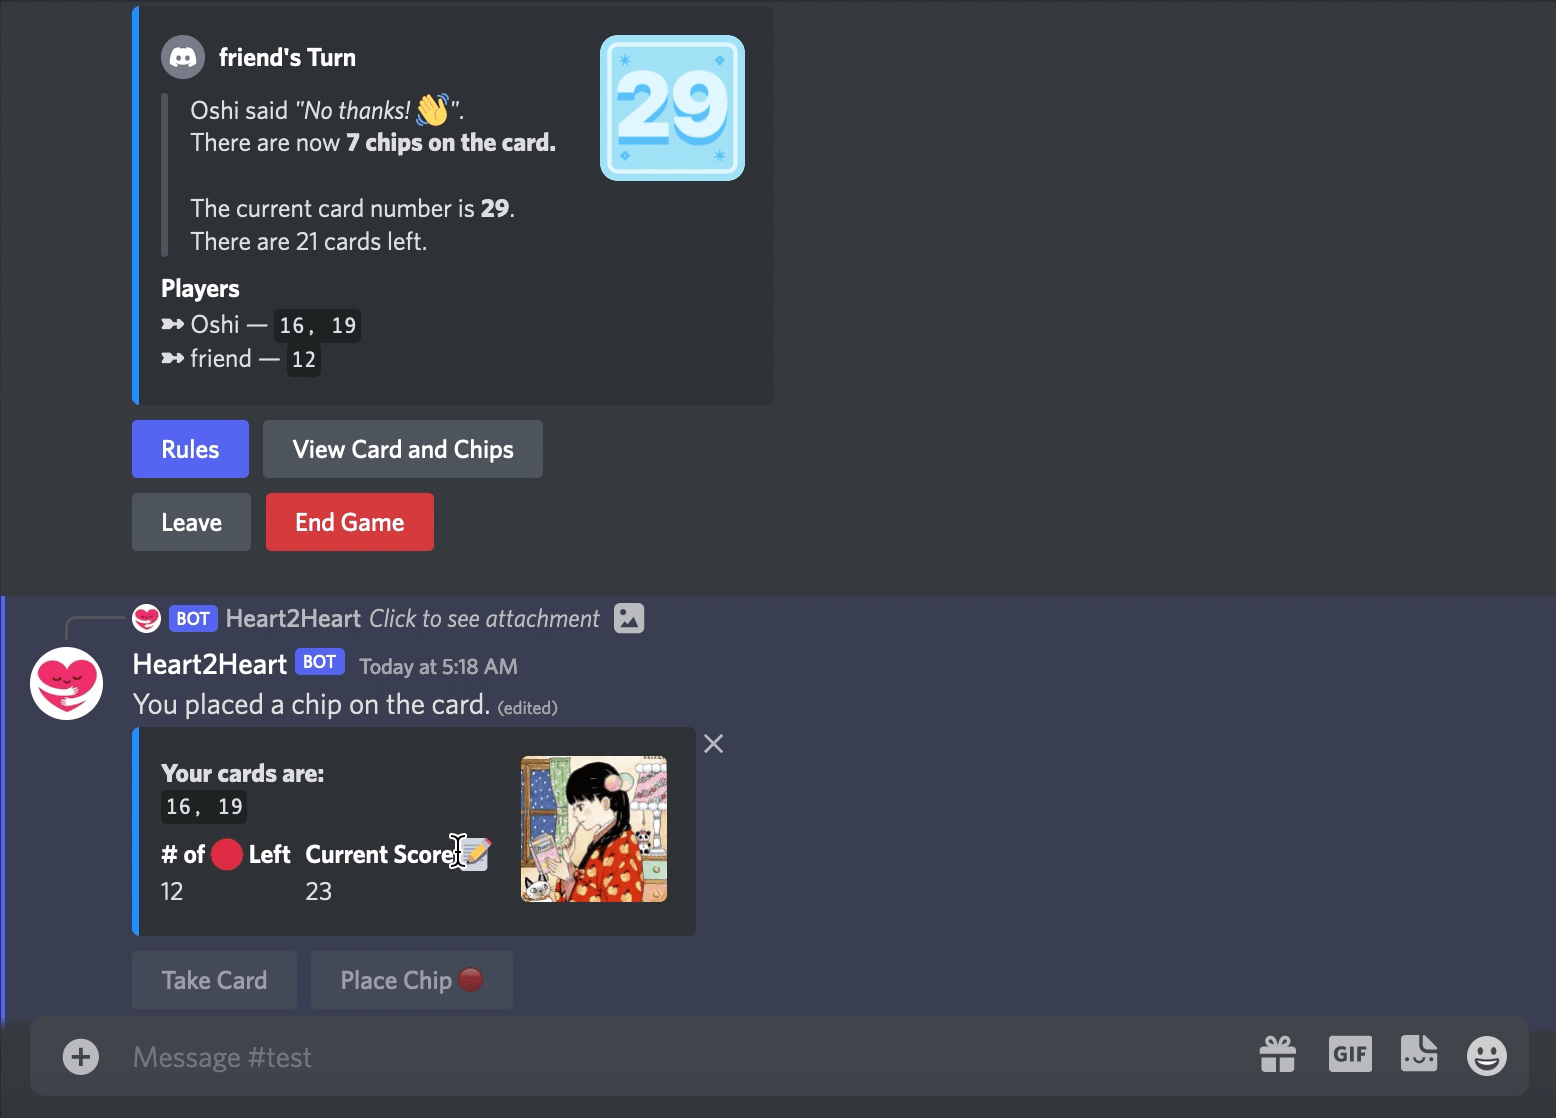 friend's Turn
29
Oshi said "No thanks! 👋".
There are now 7 chips on the card.
The current card number is 29.
There are 21 cards left.
Players
➽ Oshi — 16, 19
➽ friend — 12
Rules
View Card and Chips
Leave
End Game
BOT Heart2Heart Click to see attachment
Heart2Heart BOT Today at 5:18 AM
You placed a chip on the card. (edited)
Your cards are:
16, 19
# of 🔴 Left Current Score 📝
12 23
Take Card
Place Chip 🔴
Message #test
GIF